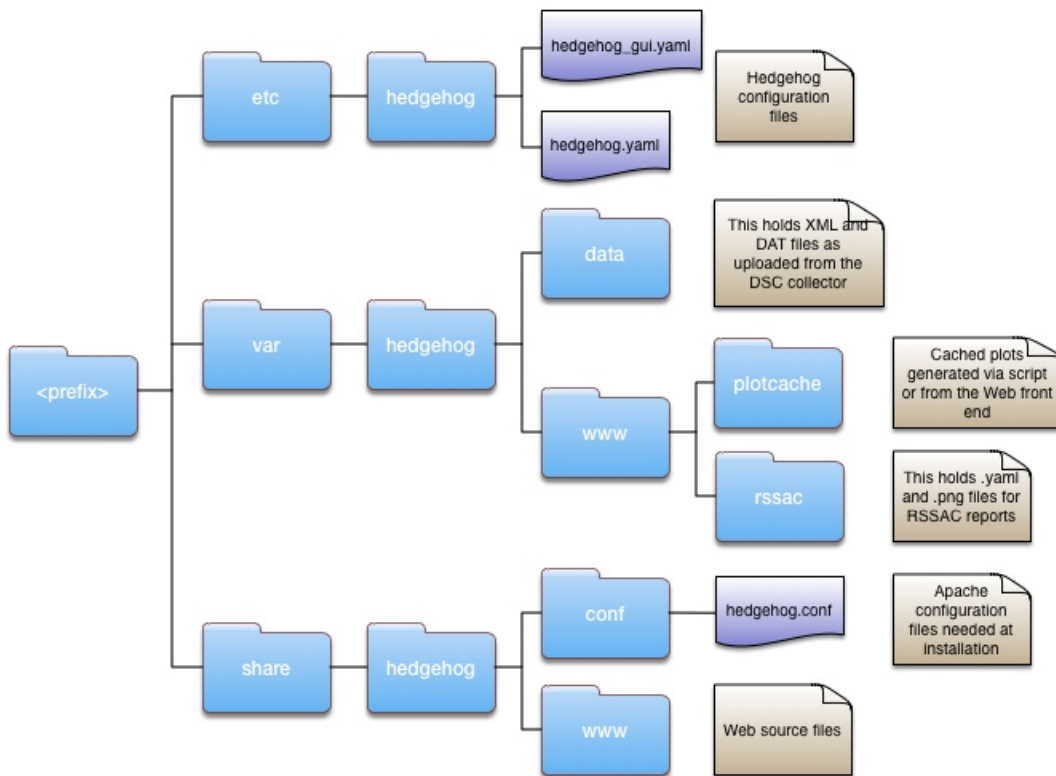 hedgehog_gui.yaml
etc
hedgehog
Hedgehog
configuration
files
hedgehog.yaml
data
This holds XML and
DAT files as
uploaded from the
DSC collector
var
hedgehog
<prefix>
plotcache
Cached plots
generated via script
or from the Web front
end
www
rssac
This holds .yaml
and .png files for
RSSAC reports
conf
hedgehog.conf
Apache
configuration
files needed at
installation
share
hedgehog
www
Web source files